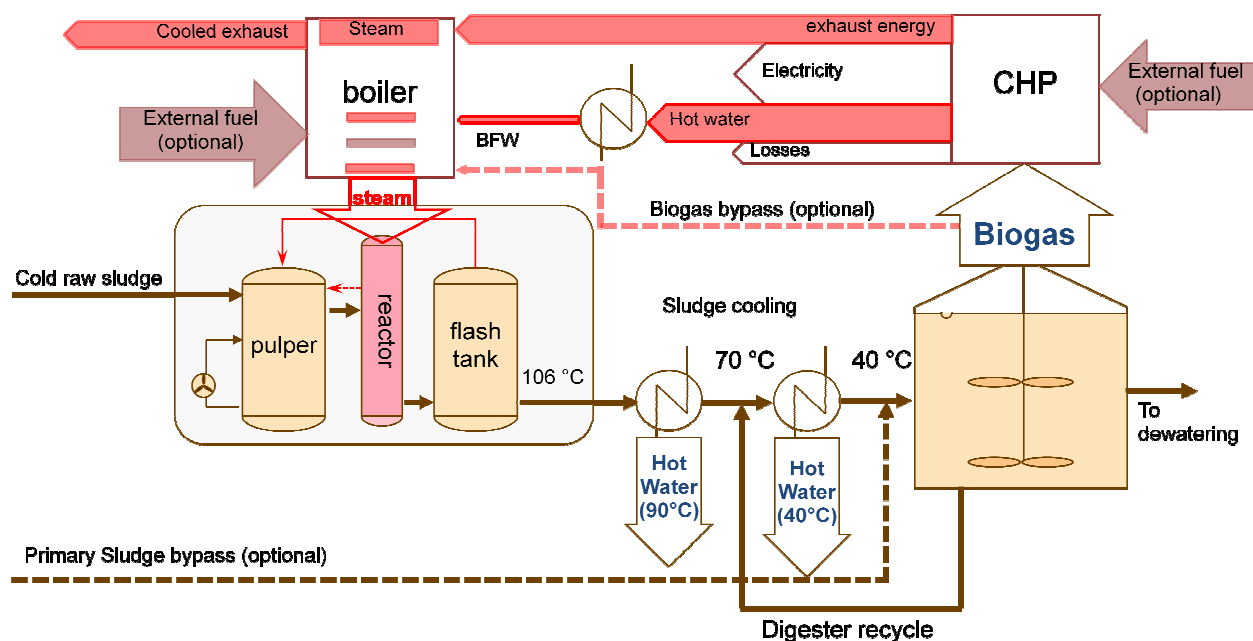 Cooled exhaust
Steam
exhaust energy
Electricity
CHP
External fuel
(optional)
boiler
External fuel
(optional)
Hot water
BFW
Losses
steam
Biogas bypass (optional)
Biogas
Cold raw sludge
pulper
reactor
flash
tank
Sludge cooling
106 °C
70 °C
40 °C
To
dewatering
Hot
Water
(90°C)
Hot
Water
(40°C)
Primary Sludge bypass (optional)
Digester recycle